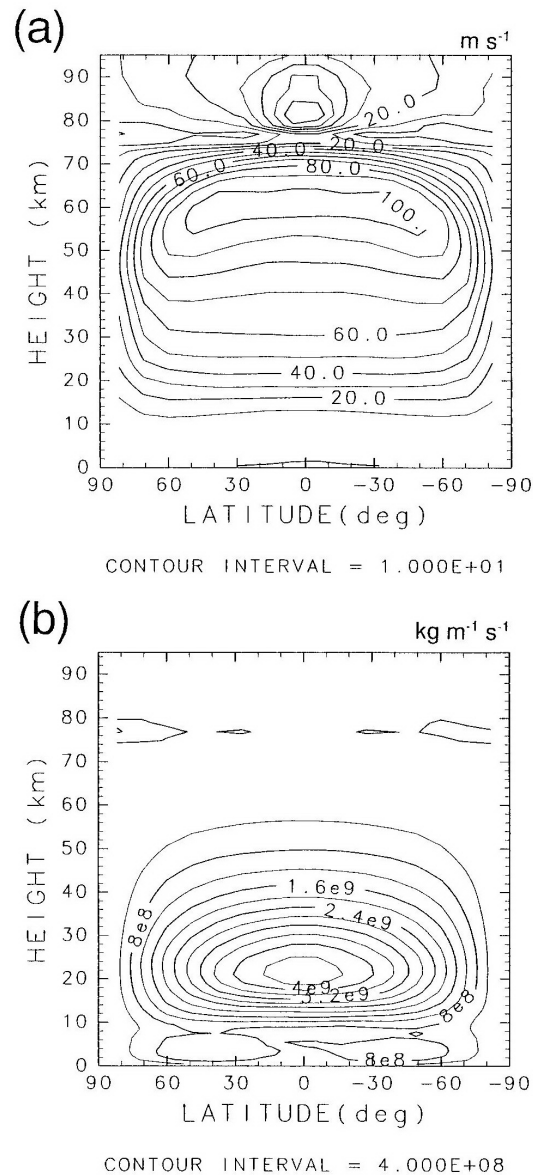 (a)
m s⁻¹
90
80
70
60
50
40
30
20
10
0
HEIGHT (km)
20.0
40.0 20.0
60.0 80.0
100.
60.0
40.0
20.0
90 60 30 0 -30 -60 -90
LATITUDE(deg)
CONTOUR INTERVAL = 1.000E+01
(b)
kg m⁻¹ s⁻¹
90
80
70
60
50
40
30
20
10
0
HEIGHT (km)
1.6e9
2.4e9
8e8
4e9
3.2e9
8e8
8e8
90 60 30 0 -30 -60 -90
LATITUDE(deg)
CONTOUR INTERVAL = 4.000E+08